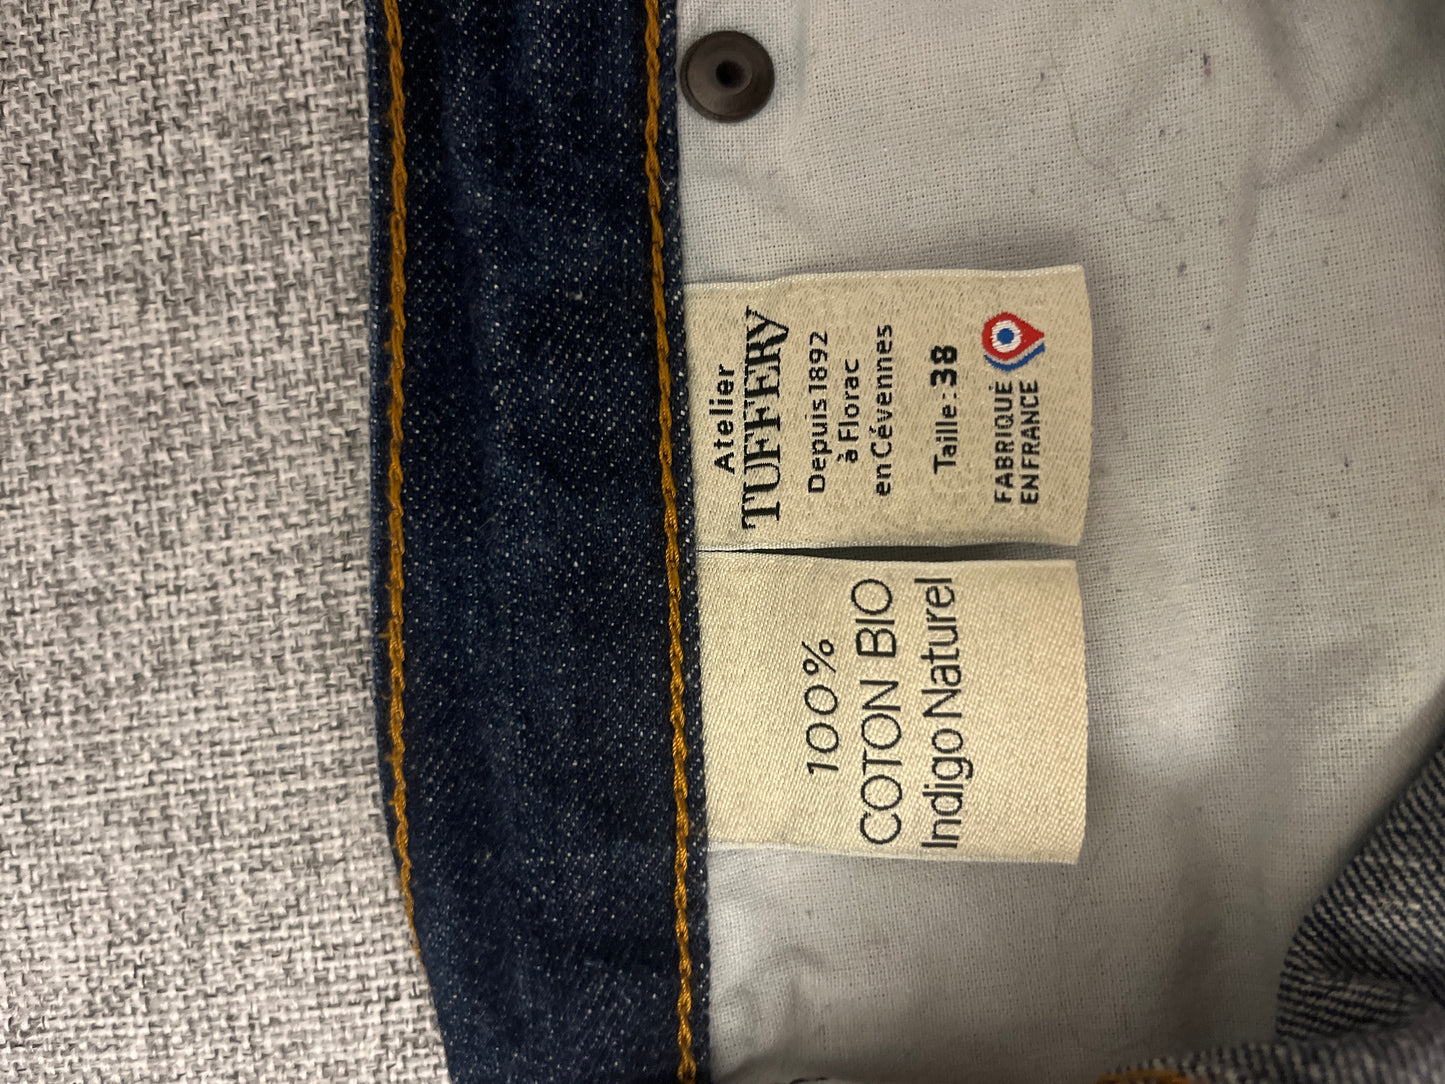 Atelier
TUFFERY
Depuis 1892
à Florac
en Cévennes
Taille : 38
FABRIQUÉ
EN FRANCE
100%
COTON BIO
Indigo Naturel